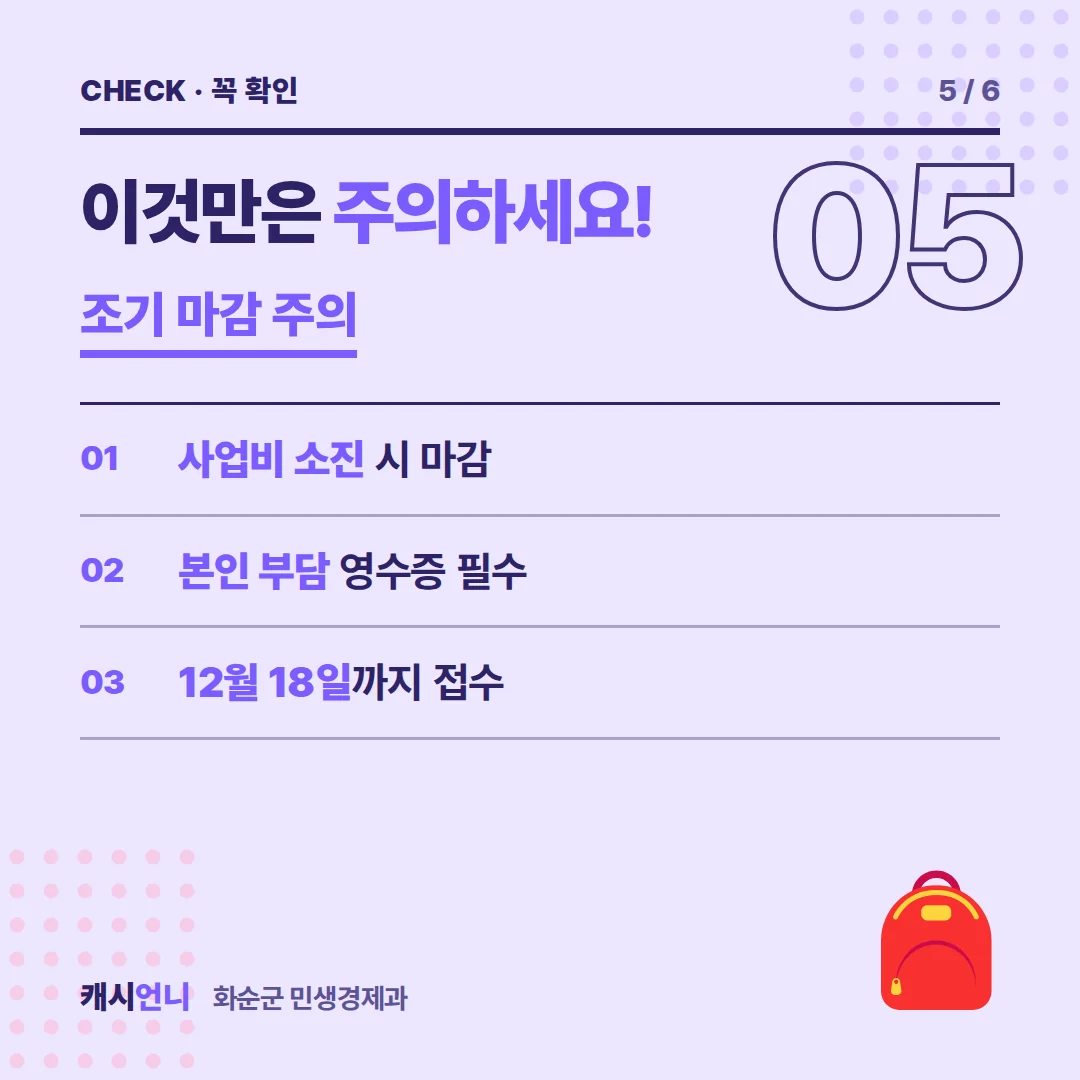 CHECK · 꼭 확인
5 / 6
이것만은 주의하세요!
05
조기 마감 주의
01 사업비 소진 시 마감
02 본인 부담 영수증 필수
03 12월 18일까지 접수
캐시언니 화순군 민생경제과